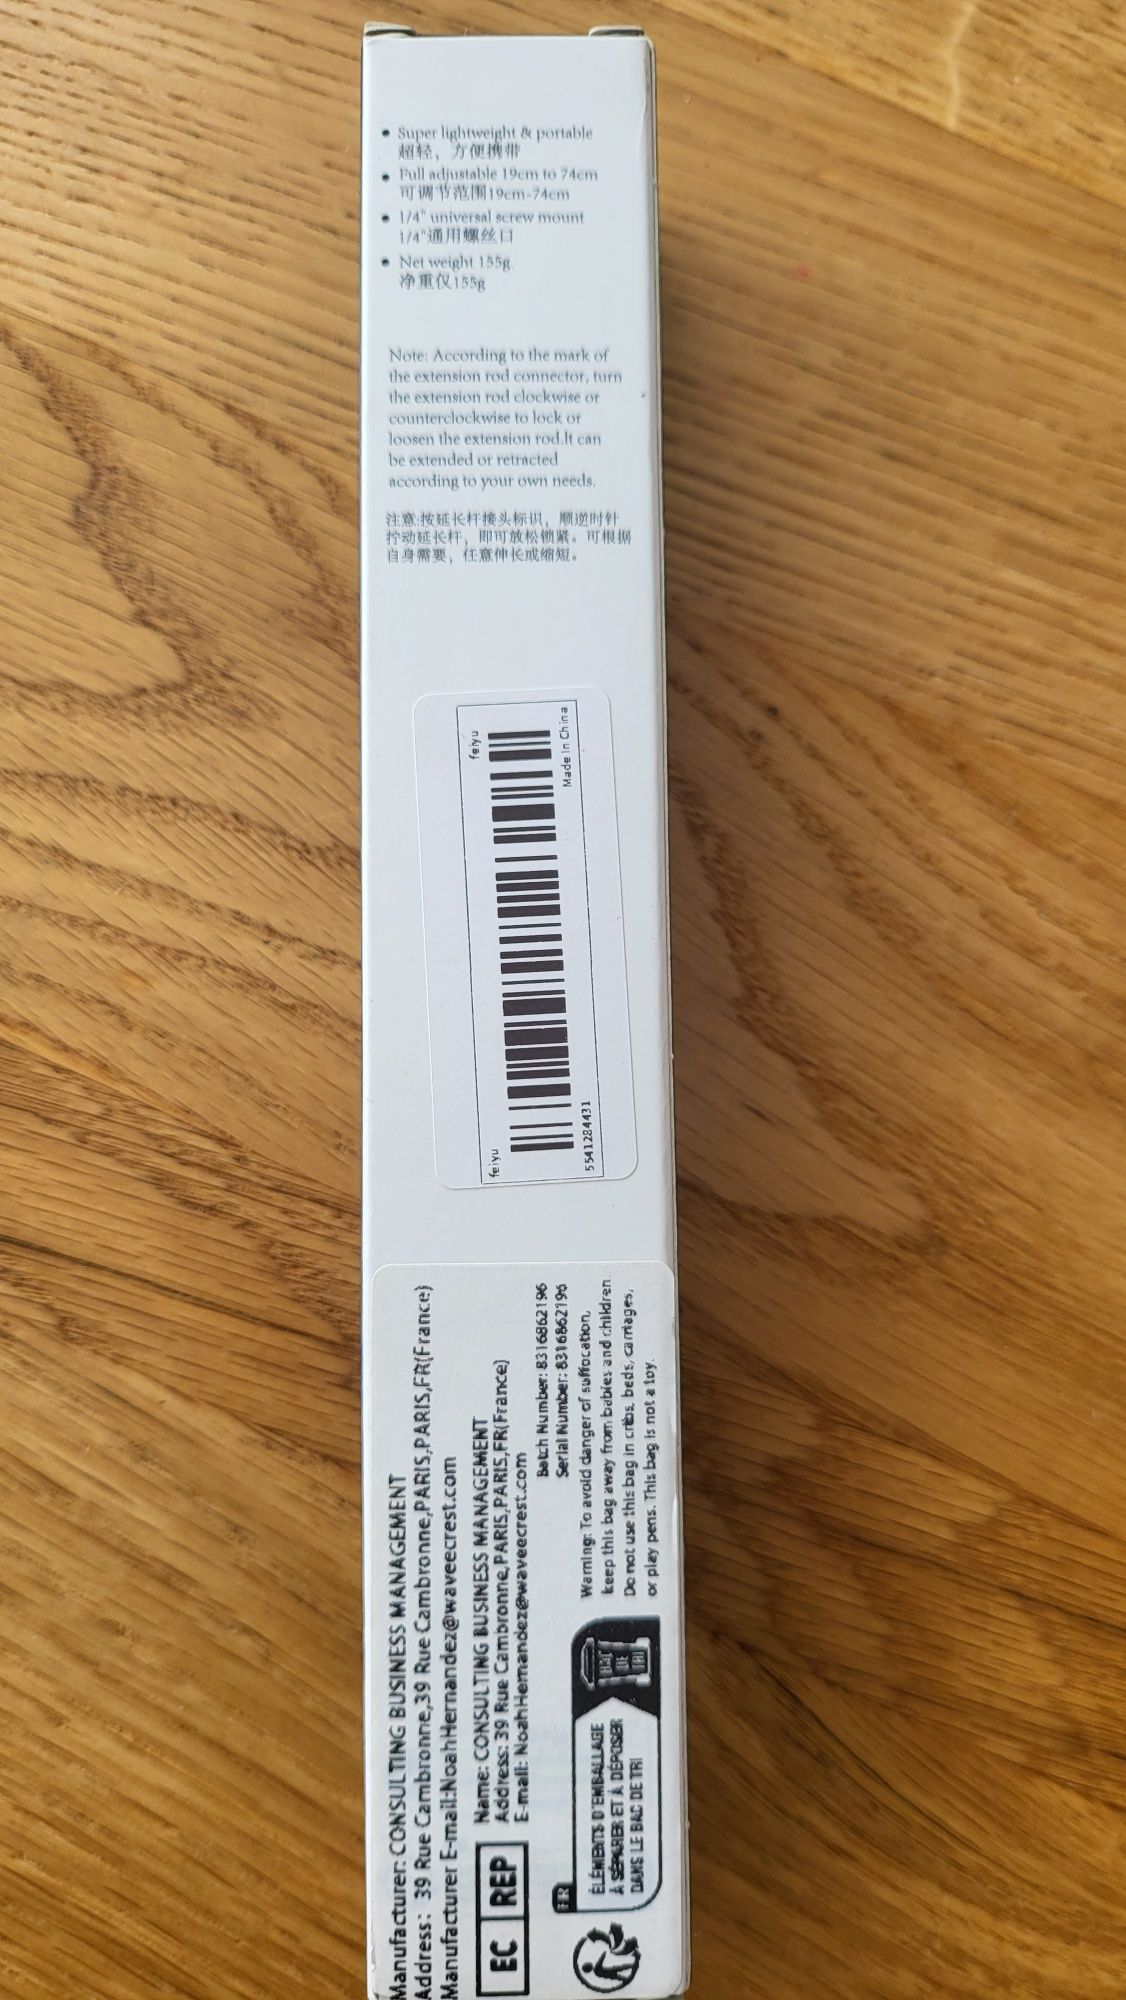 • Super lightweight & portable
超轻，方便携带
• Full adjustable 19cm to 74cm
可调节范围19cm-74cm
• 1/4" universal screw mount
1/4"通用螺丝口
• Net weight 155g
净重仅155g
Note: According to the mark of
the extension rod connector, turn
the extension rod clockwise or
counterclockwise to lock or
loosen the extension rod.It can
be extended or retracted
according to your own needs.
注意:按延长杆接头标识，顺逆时针
拧动延长杆，即可放松锁紧。可根据
自身需要，任意伸长或缩短。
feiyu
feiyu
5541284431
Made In China
Manufacturer: CONSULTING BUSINESS MANAGEMENT
Address: 39 Rue Cambronne,39 Rue Cambronne,PARIS,PARIS,FR(France)
Manufacturer E-mail:NoahHernandez@waveecrest.com
EC REP
Name: CONSULTING BUSINESS MANAGEMENT
Address: 39 Rue Cambronne,PARIS,PARIS,FR(France)
E-mail: NoahHernandez@waveecrest.com
Batch Number: 8316862196
Serial Number: 8316862196
Warning: To avoid danger of suffocation,
keep this bag away from babies and children.
Do not use this bag in cribs, beds, carriages,
or play pens. This bag is not a toy.
FR
ÉLÉMENTS D'EMBALLAGE
À SÉPARER ET À DÉPOSER
DANS LE BAC DE TRI
BAC
DE
TRI